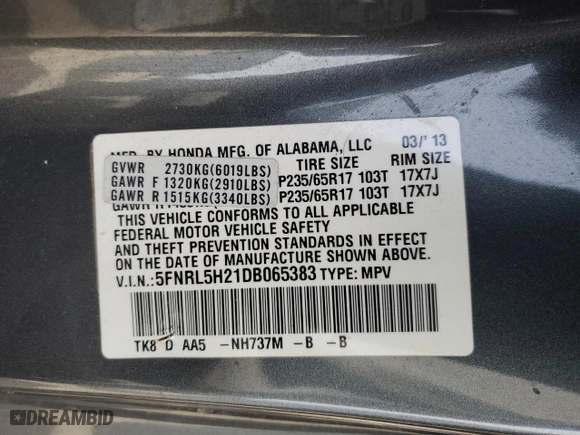 MFD. BY HONDA MFG. OF ALABAMA, LLC 03/'13
GVWR 2730KG(6019LBS) TIRE SIZE RIM SIZE
GAWR F 1320KG(2910LBS) P235/65R17 103T 17X7J
GAWR R 1515KG(3340LBS) P235/65R17 103T 17X7J
GAWR R
THIS VEHICLE CONFORMS TO ALL APPLICABLE
FEDERAL MOTOR VEHICLE SAFETY
AND THEFT PREVENTION STANDARDS IN EFFECT
ON THE DATE OF MANUFACTURE SHOWN ABOVE.
V.I.N.:5FNRL5H21DB065383 TYPE: MPV
TK8 D AA5 -NH737M -B -B
DREAMBID